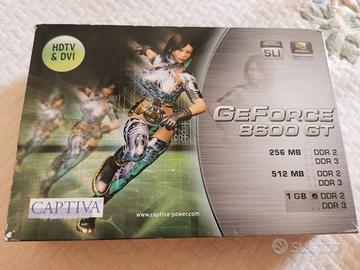 HDTV
& DVI
SLI
GEFORCE
8600 GT
256 MB
DDR 2
DDR 3
512 MB
DDR 2
DDR 3
1 GB
DDR 2
DDR 3
CAPTIVA
www.captiva-power.com
SUBITO